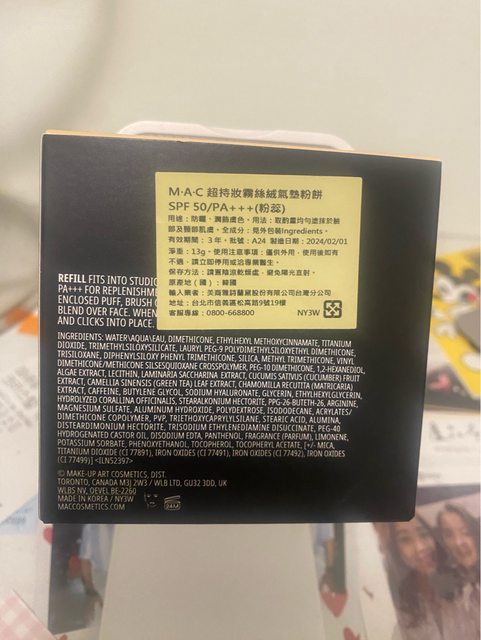 M·A·C 超持妝霧絲絨氣墊粉餅
SPF 50/PA+++(粉蕊)
用途：防曬、潤飾膚色。用法：取酌量均勻塗抹於臉
部及頸部肌膚。全成分：見外包裝Ingredients。
有效期間：3 年。批號：A24 製造日期：2024/02/01
淨重：13g。使用注意事項：僅供外用。使用後如有
不適，請立即停用或洽專業醫生。
保存方法：請置陰涼乾燥處，避免陽光直射。
原產地（國）：韓國
輸入業者：美商雅詩蘭黛股份有限公司台灣分公司
地址：台北市信義區松高路9號19樓
客服專線：0800-668800 NY3W
REFILL FITS INTO STUDIO
PA+++ FOR REPLENISHMEN
ENCLOSED PUFF, BRUSH O
BLEND OVER FACE. WHEN
AND CLICKS INTO PLACE.
INGREDIENTS: WATER\AQUA\EAU, DIMETHICONE, ETHYLHEXYL METHOXYCINNAMATE, TITANIUM
DIOXIDE, TRIMETHYLSILOXYSILICATE, LAURYL PEG-9 POLYDIMETHYLSILOXYETHYL DIMETHICONE,
TRISILOXANE, DIPHENYLSILOXY PHENYL TRIMETHICONE, SILICA, METHYL TRIMETHICONE, VINYL
DIMETHICONE/METHICONE SILSESQUIOXANE CROSSPOLYMER, PEG-10 DIMETHICONE, 1,2-HEXANEDIOL,
ALGAE EXTRACT, LECITHIN, LAMINARIA SACCHARINA EXTRACT, CUCUMIS SATIVUS (CUCUMBER) FRUIT
EXTRACT, CAMELLIA SINENSIS (GREEN TEA) LEAF EXTRACT, CHAMOMILLA RECUTITA (MATRICARIA)
EXTRACT, CAFFEINE, BUTYLENE GLYCOL, SODIUM HYALURONATE, GLYCERIN, ETHYLHEXYLGLYCERIN,
HYDROLYZED CORALLINA OFFICINALIS, STEARALKONIUM HECTORITE, PPG-26-BUTETH-26, ARGININE,
MAGNESIUM SULFATE, ALUMINUM HYDROXIDE, POLYDEXTROSE, ISODODECANE, ACRYLATES/
DIMETHICONE COPOLYMER, PVP, TRIETHOXYCAPRYLYLSILANE, STEARIC ACID, ALUMINA,
DISTEARDIMONIUM HECTORITE, TRISODIUM ETHYLENEDIAMINE DISUCCINATE, PEG-40
HYDROGENATED CASTOR OIL, DISODIUM EDTA, PANTHENOL, FRAGRANCE (PARFUM), LIMONENE,
POTASSIUM SORBATE, PHENOXYETHANOL, TOCOPHEROL, TOCOPHERYL ACETATE, [+/- MICA,
TITANIUM DIOXIDE (CI 77891), IRON OXIDES (CI 77491), IRON OXIDES (CI 77492), IRON OXIDES
(CI 77499)] <ILN52397>
© MAKE-UP ART COSMETICS, DIST.
TORONTO, CANADA M3J 2W3 / WLB LTD, GU32 3DD, UK
WLBS NV, OEVEL BE-2260
MADE IN KOREA / NY3W
MACCOSMETICS.COM
24M